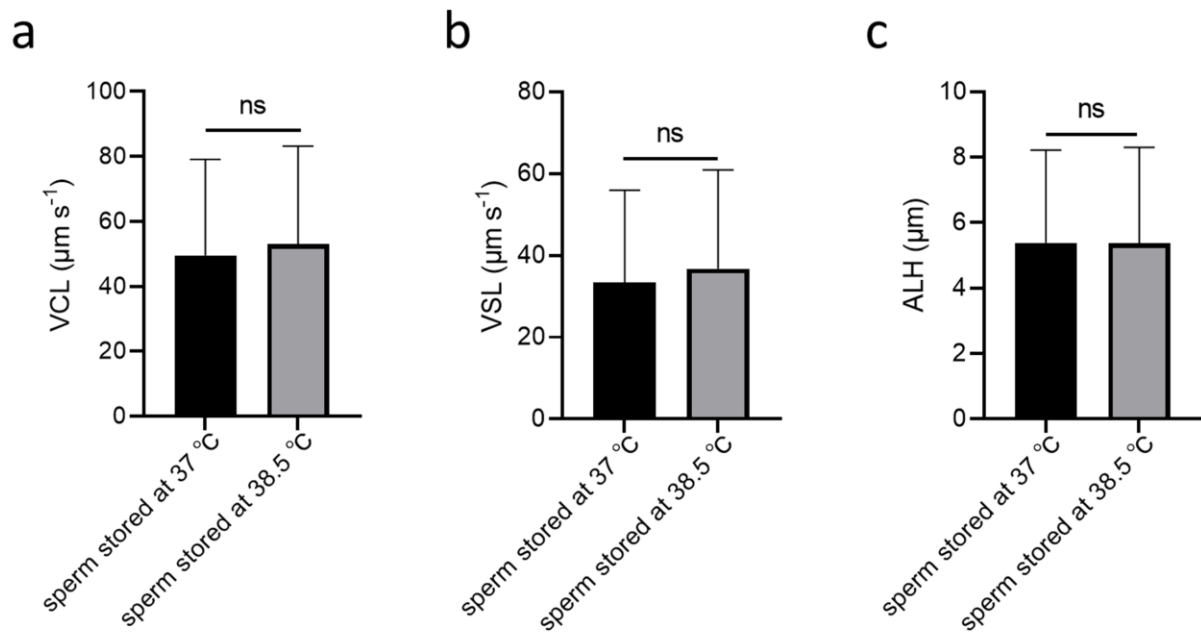 a
ns
VCL (µm s⁻¹)
100
80
60
40
20
0
sperm stored at 37 °C
sperm stored at 38.5 °C
b
ns
VSL (µm s⁻¹)
80
60
40
20
0
sperm stored at 37 °C
sperm stored at 38.5 °C
c
ns
ALH (µm)
10
8
6
4
2
0
sperm stored at 37 °C
sperm stored at 38.5 °C